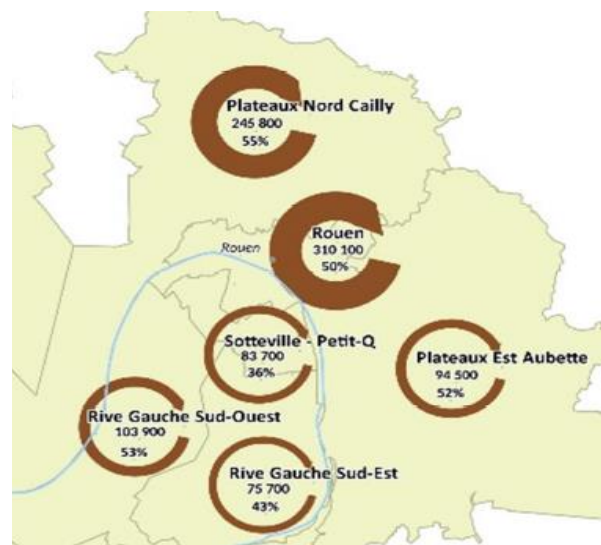 Plateaux Nord Cailly
245 800
55%
Rouen
310 100
50%
Rouen
Sotteville - Petit-Q
83 700
36%
Plateaux Est Aubette
94 500
52%
Rive Gauche Sud-Ouest
103 900
53%
Rive Gauche Sud-Est
75 700
43%